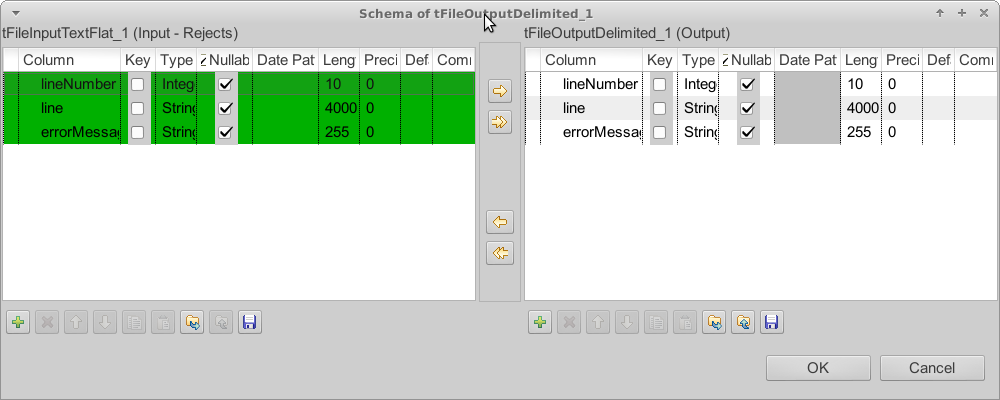 Schema of tFileOutputDelimited_1
tFileInputTextFlat_1 (Input - Rejects)
Column Key Type Z Nullab Date Pat Leng Preci Def Comm
lineNumber Integ 10 0
line String 4000 0
errorMessag String 255 0
tFileOutputDelimited_1 (Output)
Column Key Type Z Nullab Date Pat Leng Preci Def Comm
lineNumber Integ 10 0
line String 4000 0
errorMessag String 255 0
OK Cancel